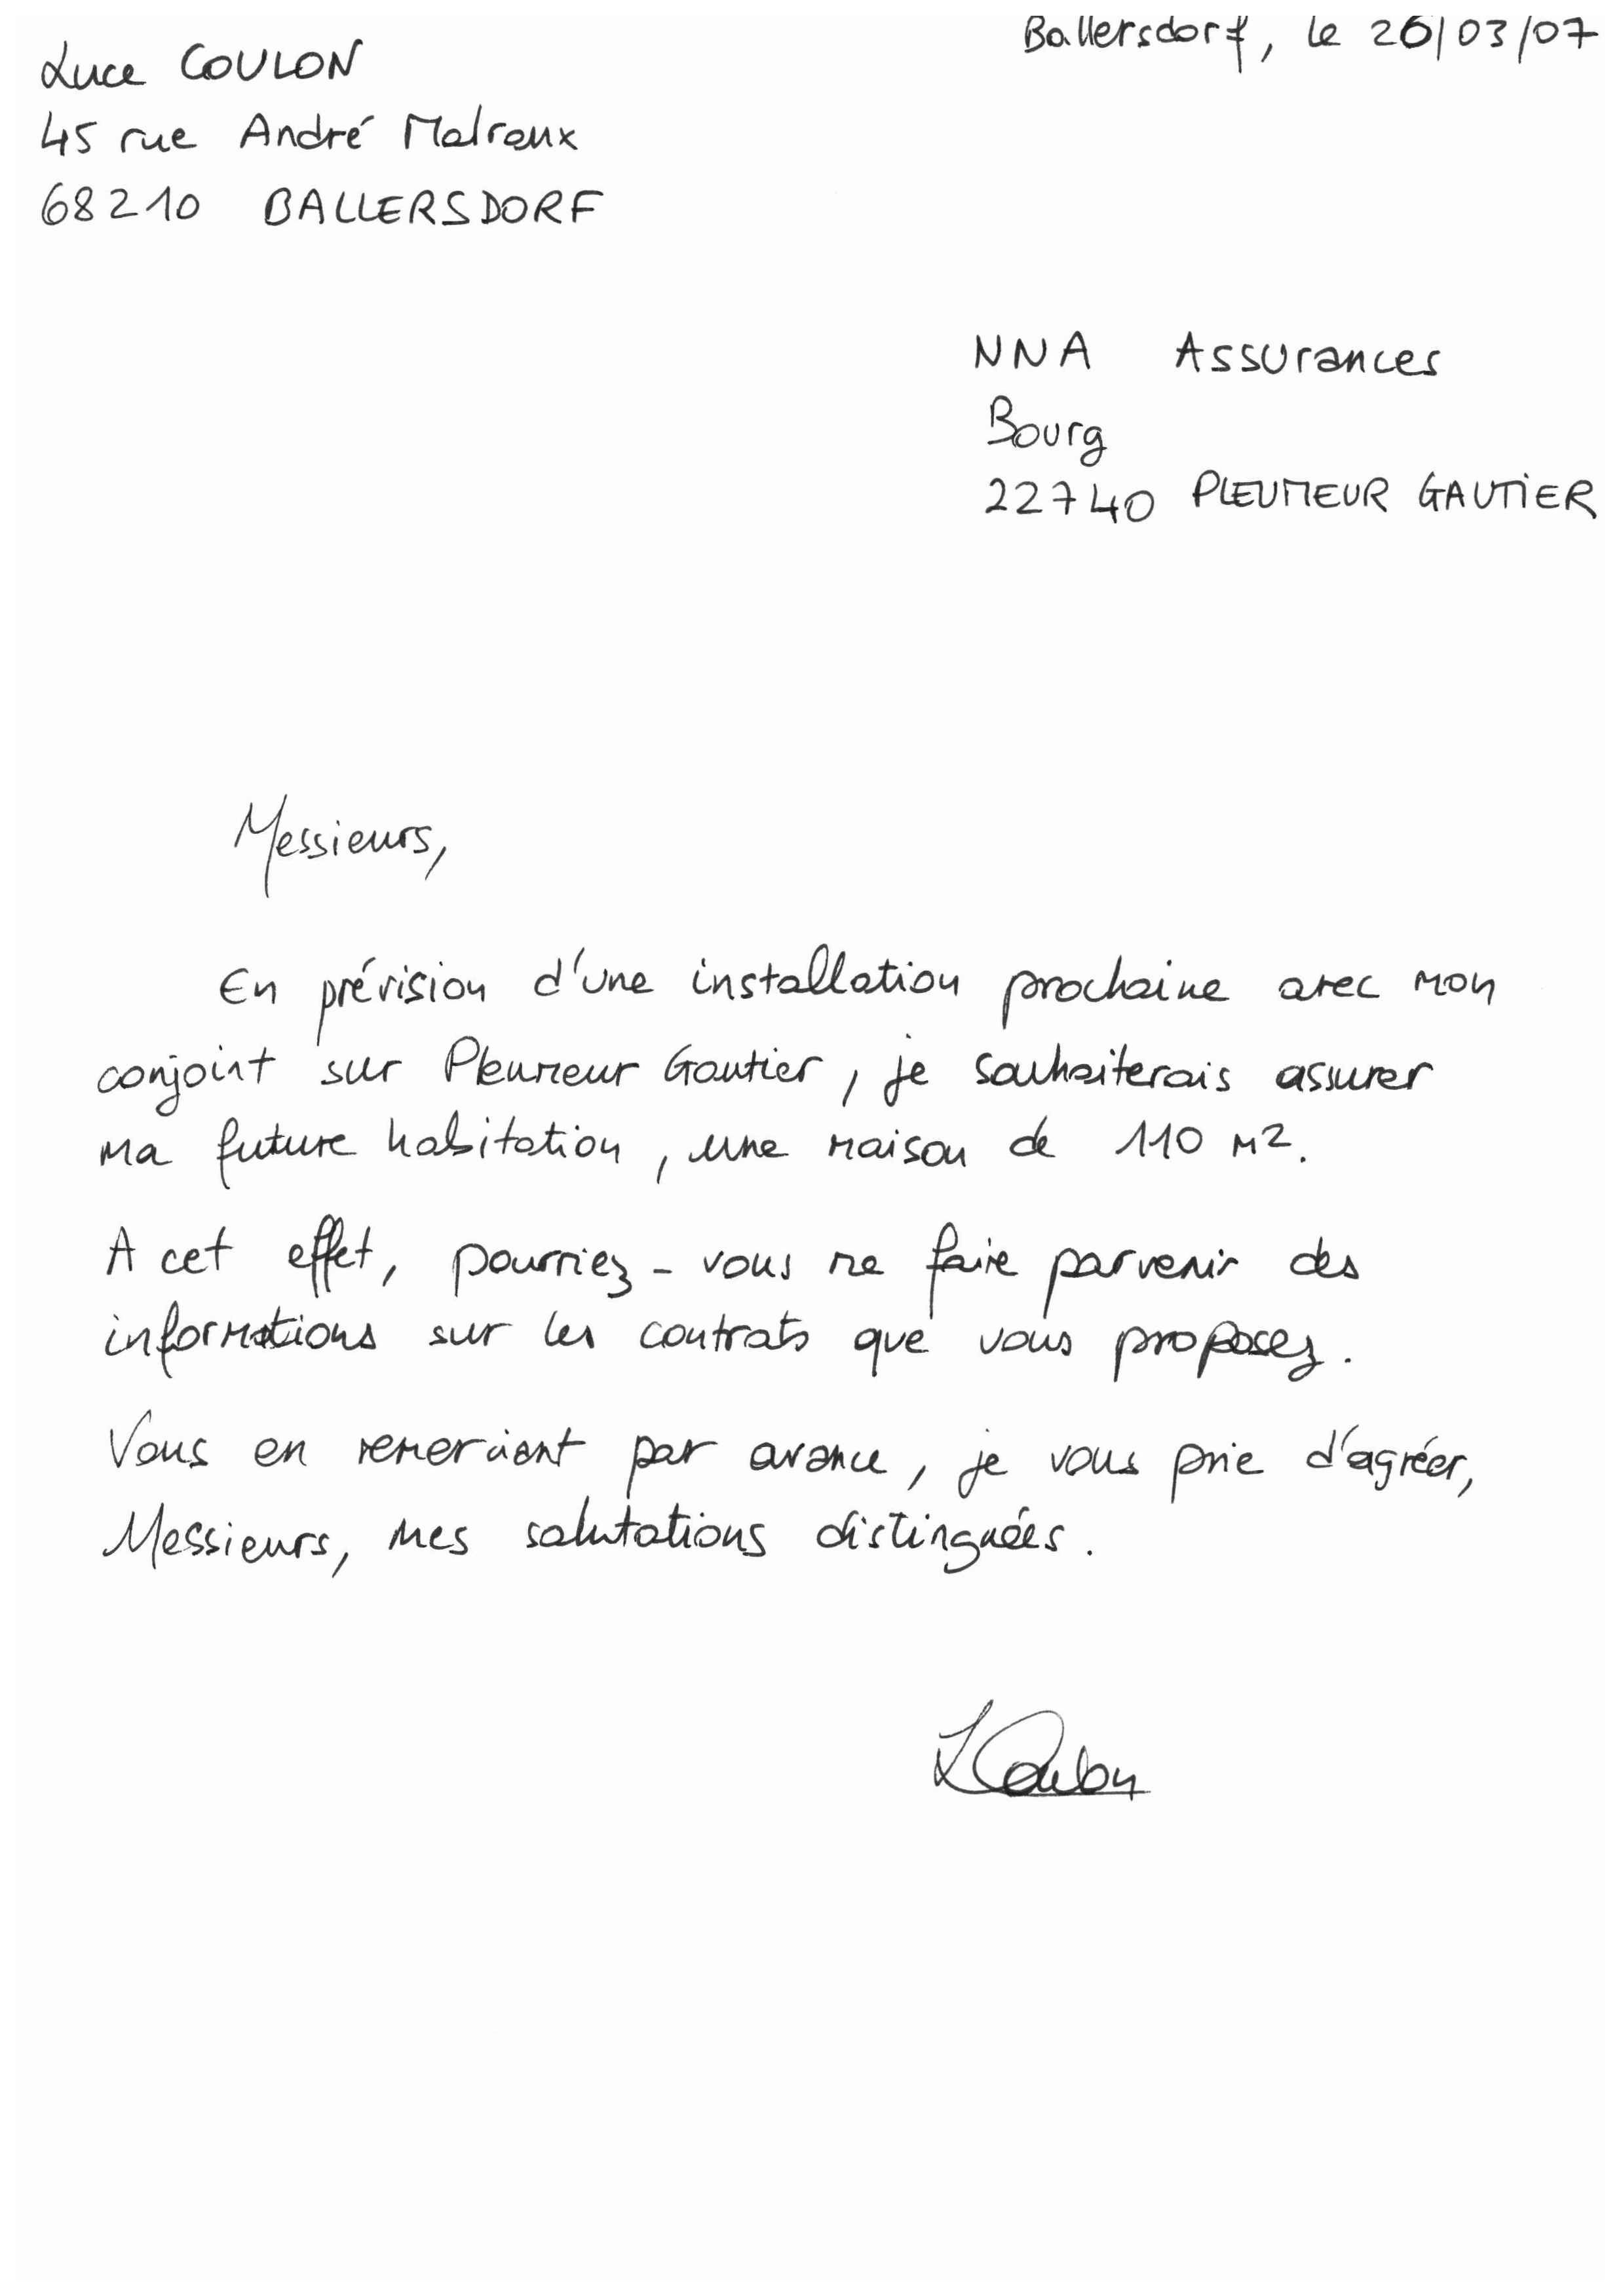 Luce COULON
Ballersdorf, le 26/03/07
45 rue André Malraux
68210 BALLERSDORF
NNA Assurances
Bourg
22740 PLEUMEUR GAUTIER
Messieurs,
En prévision d'une installation prochaine avec mon
conjoint sur Pleumeur Gautier, je souhaiterais assurer
ma future habitation, une maison de 110 m2.
A cet effet, pourriez-vous me faire parvenir des
informations sur les contrats que vous proposez.
Vous en remerciant par avance, je vous prie d'agréer,
Messieurs, mes salutations distinguées.
LCoulon